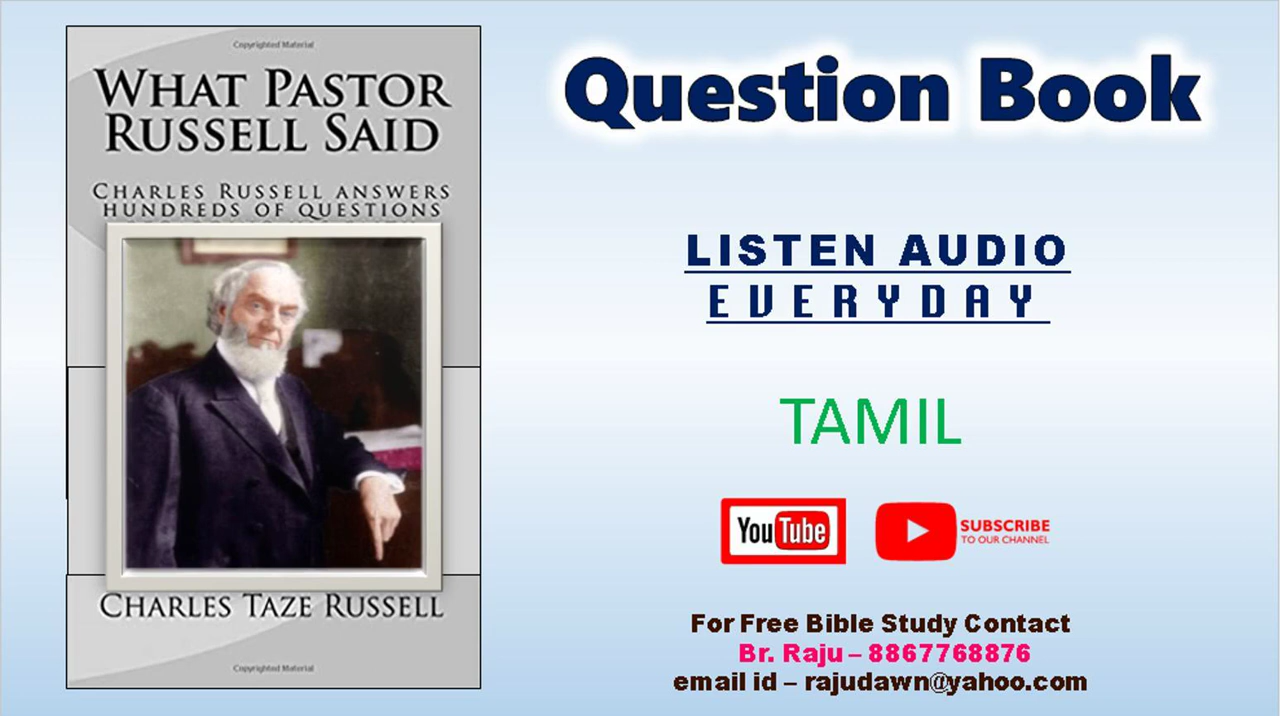 Copyrighted Material
WHAT PASTOR
RUSSELL SAID
CHARLES RUSSELL ANSWERS
HUNDREDS OF QUESTIONS
CHARLES TAZE RUSSELL
Copyrighted Material
Question Book
LISTEN AUDIO
EVERYDAY
TAMIL
YouTube
SUBSCRIBE
TO OUR CHANNEL
For Free Bible Study Contact
Br. Raju – 8867768876
email id – rajudawn@yahoo.com